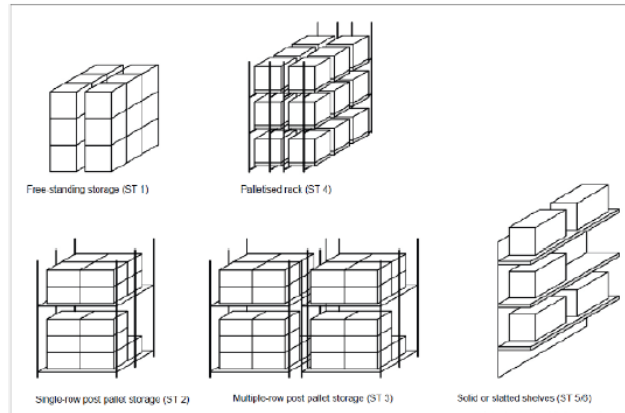 Free-standing storage (ST 1)
Palletised rack (ST 4)
Single-row post pallet storage (ST 2)
Multiple-row post pallet storage (ST 3)
Solid or slatted shelves (ST 5/6)